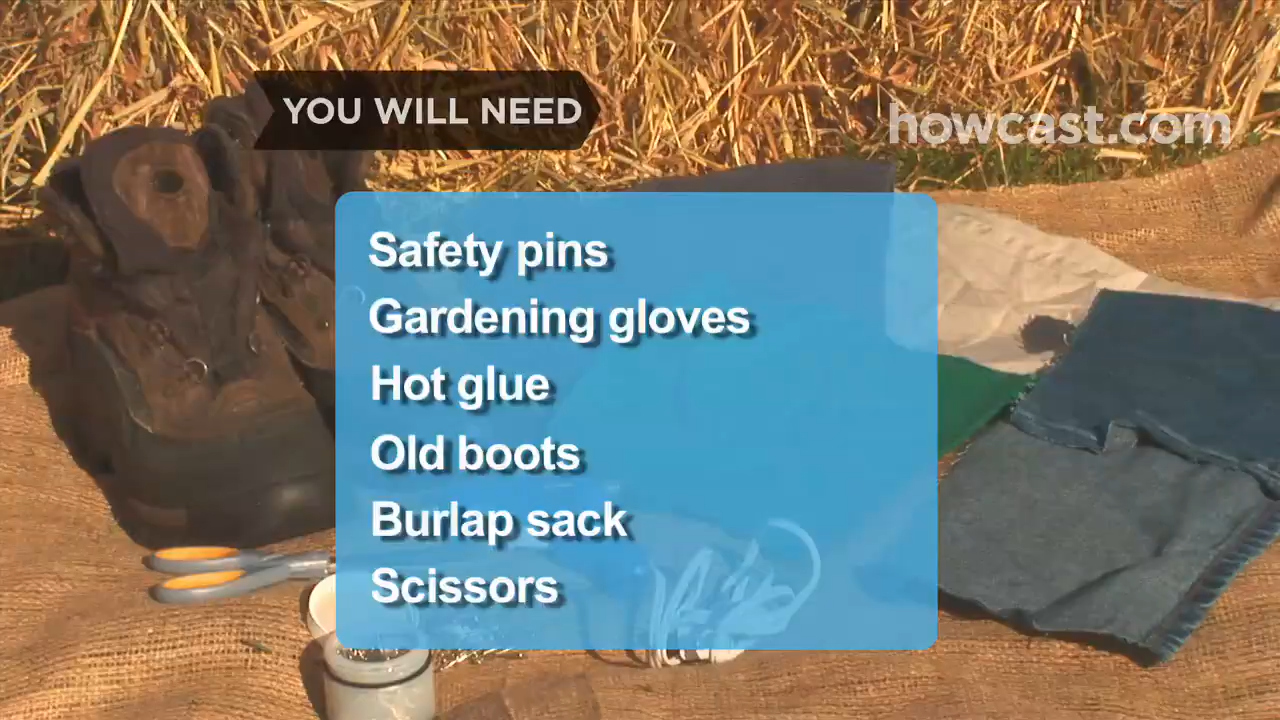 YOU WILL NEED
howcast.com
Safety pins
Gardening gloves
Hot glue
Old boots
Burlap sack
Scissors